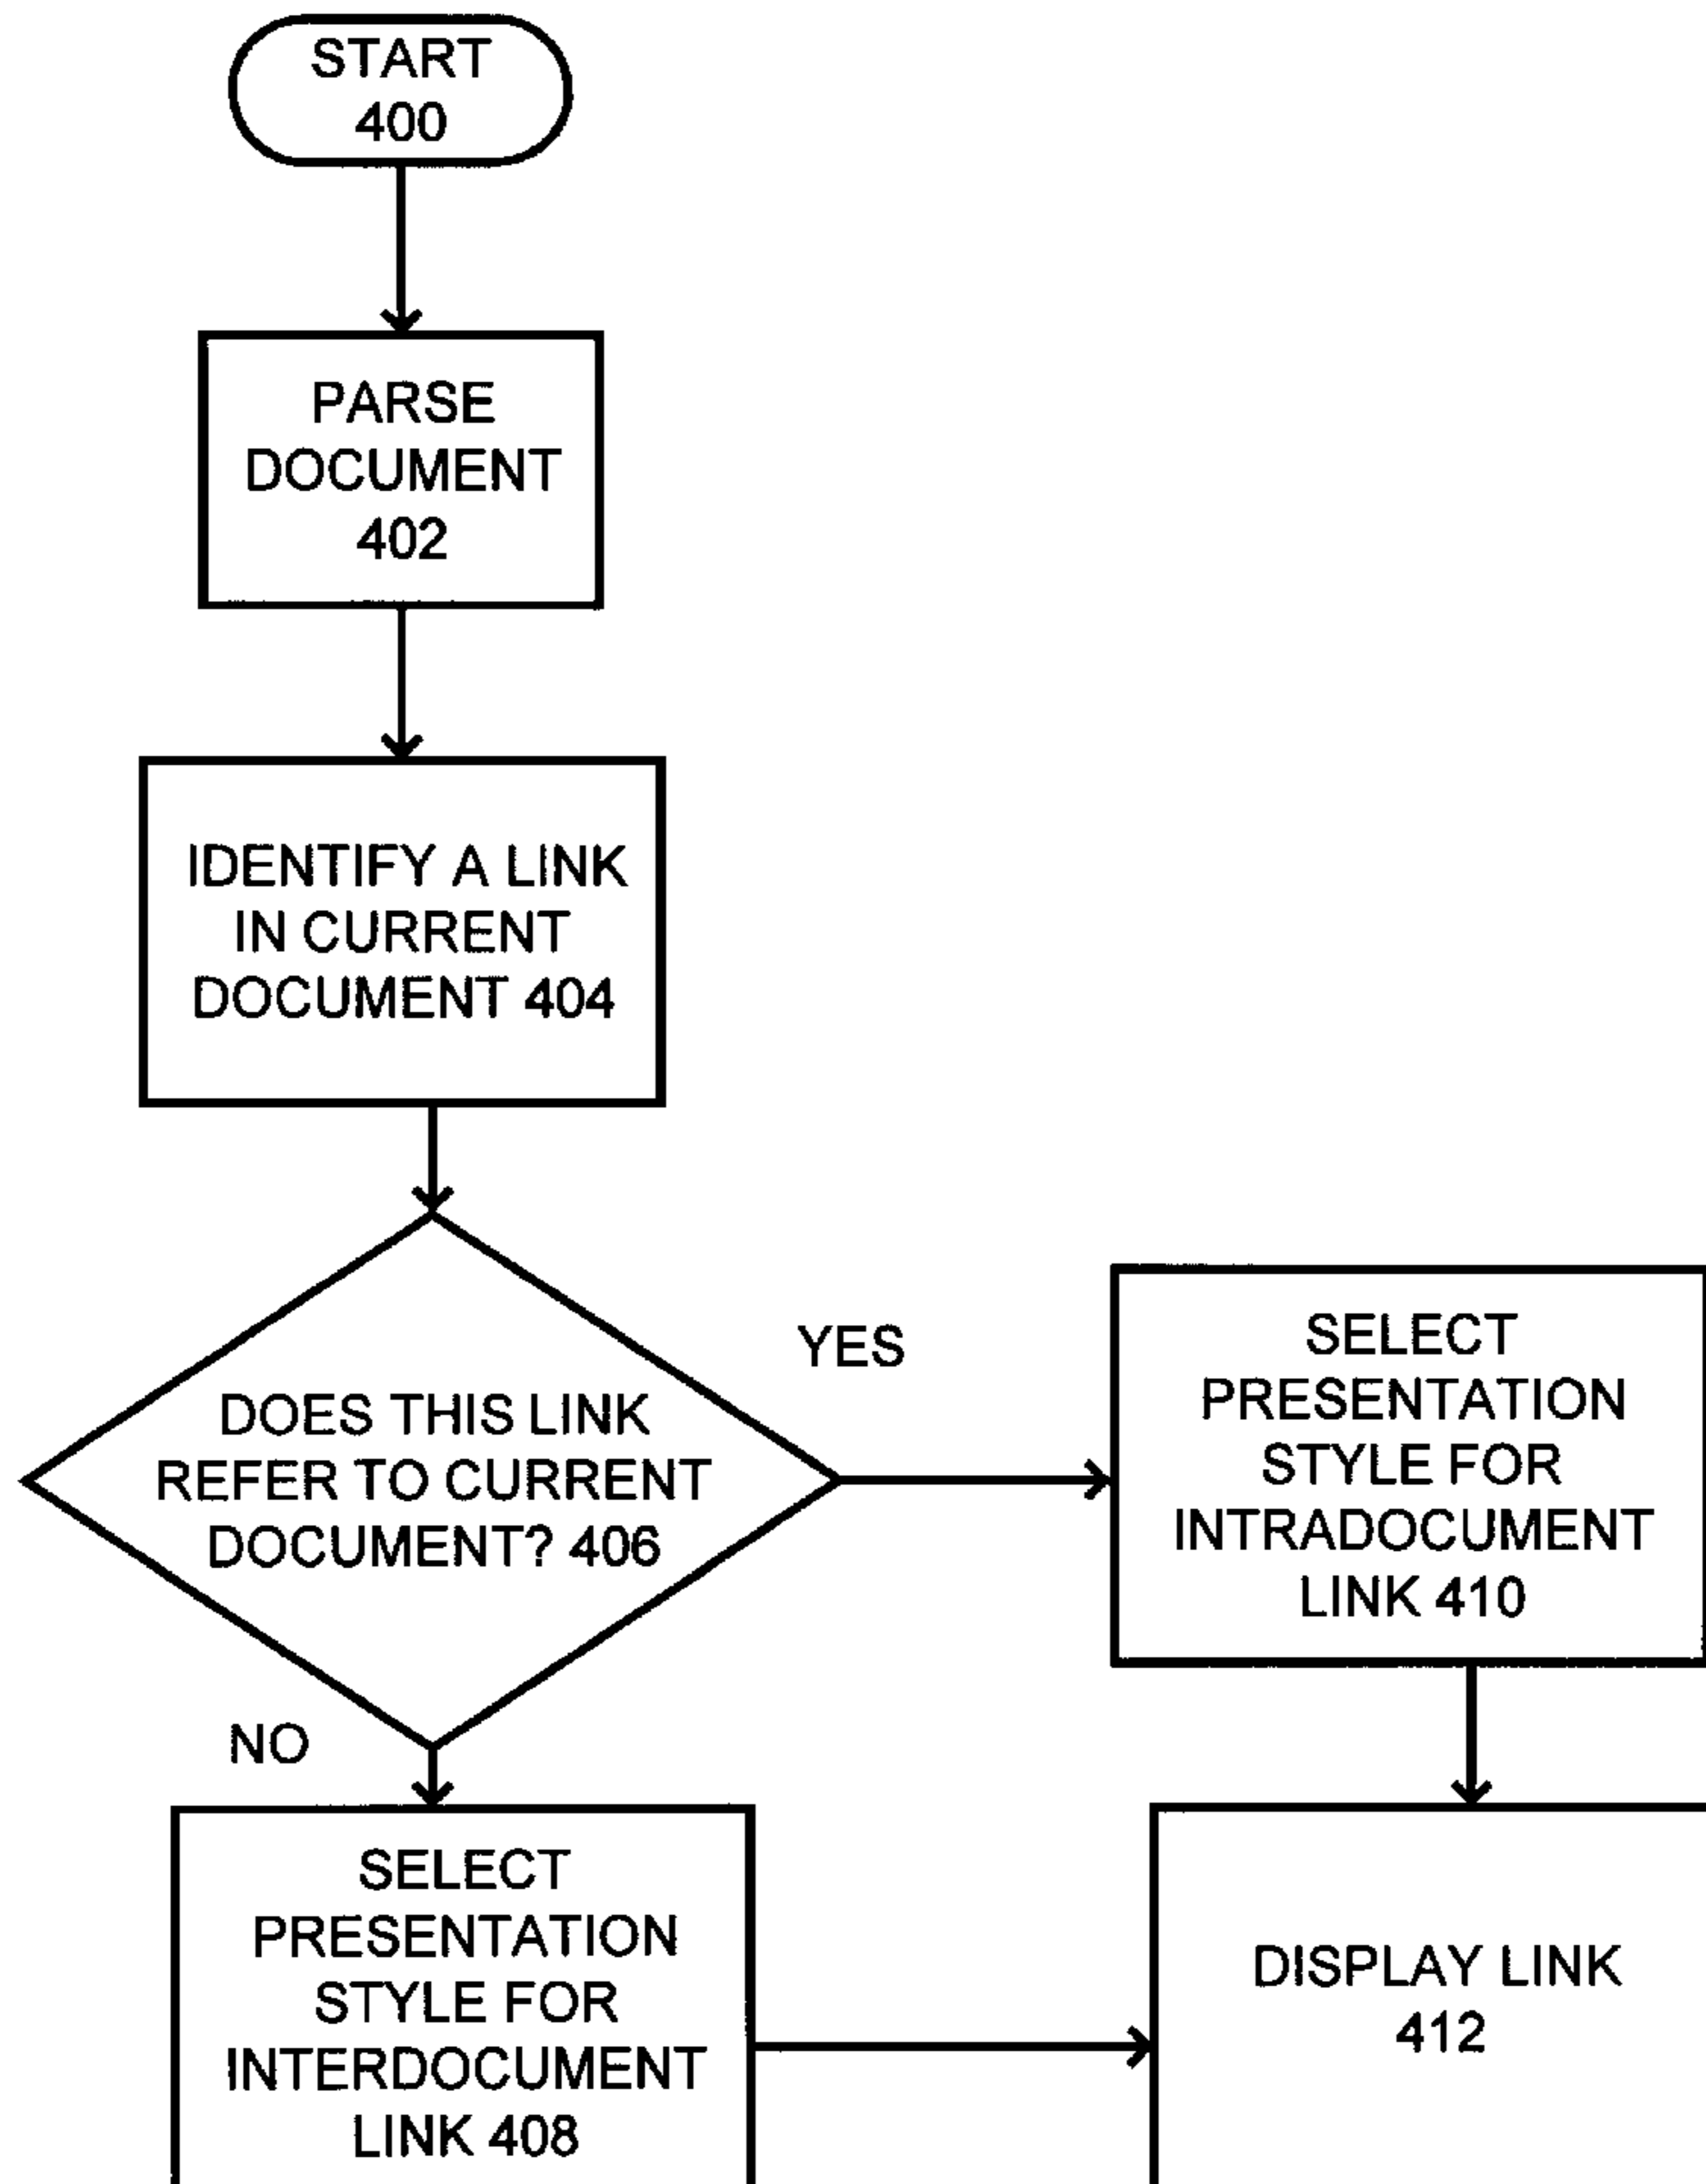 START
400
PARSE
DOCUMENT
402
IDENTIFY A LINK
IN CURRENT
DOCUMENT 404
DOES THIS LINK
REFER TO CURRENT
DOCUMENT? 406
YES
SELECT
PRESENTATION
STYLE FOR
INTRADOCUMENT
LINK 410
NO
SELECT
PRESENTATION
STYLE FOR
INTERDOCUMENT
LINK 408
DISPLAY LINK
412